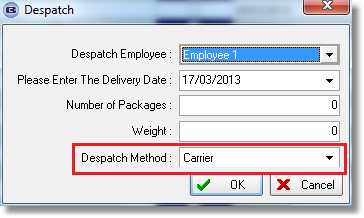 Despatch
Despatch Employee : Employee 1
Please Enter The Delivery Date : 17/03/2013
Number of Packages : 0
Weight : 0
Despatch Method : Carrier
OK Cancel